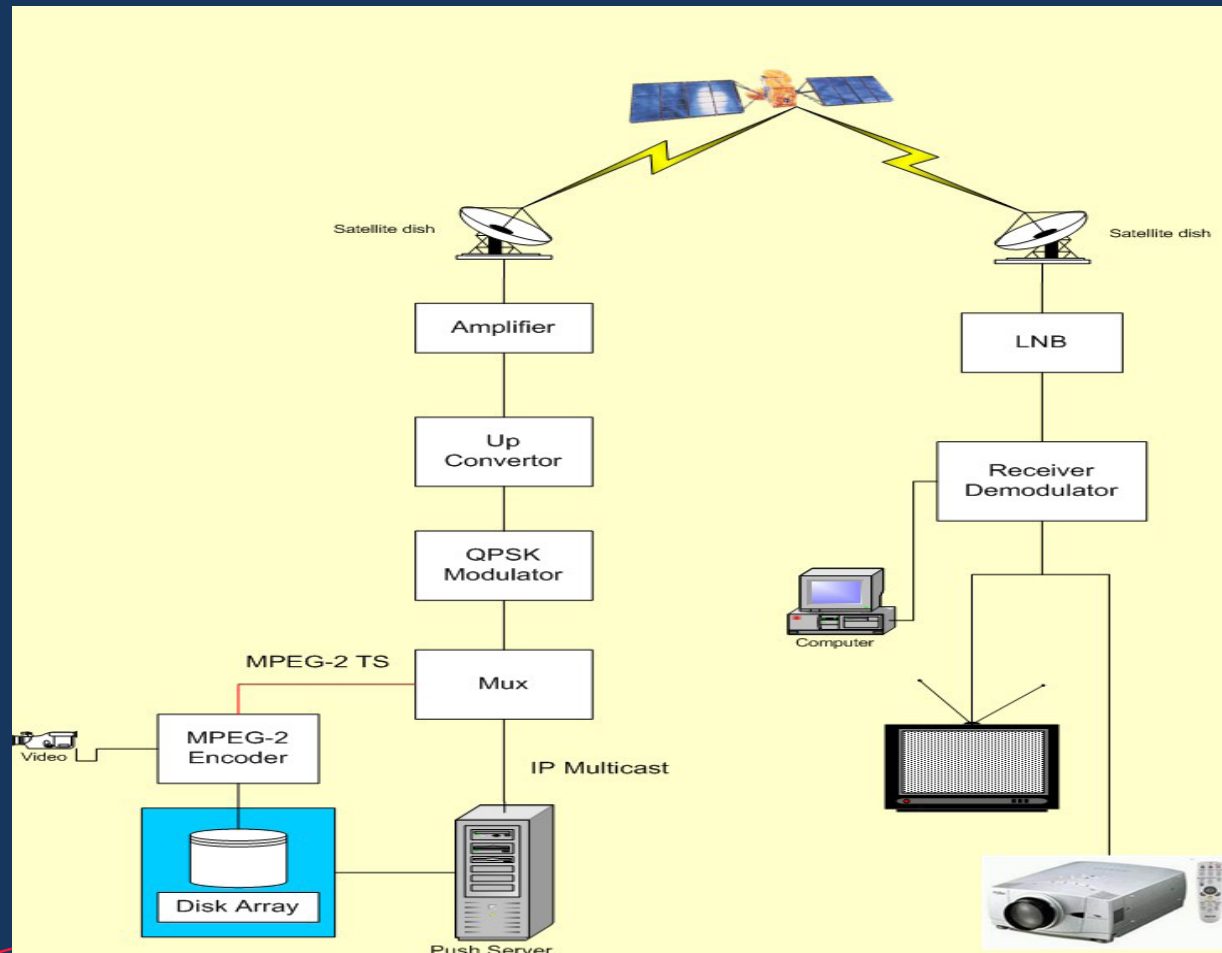 Satellite dish
Satellite dish
Amplifier
LNB
Up
Convertor
Receiver
Demodulator
QPSK
Modulator
Computer
MPEG-2 TS
Mux
MPEG-2
Encoder
Video
IP Multicast
Disk Array
Push Server